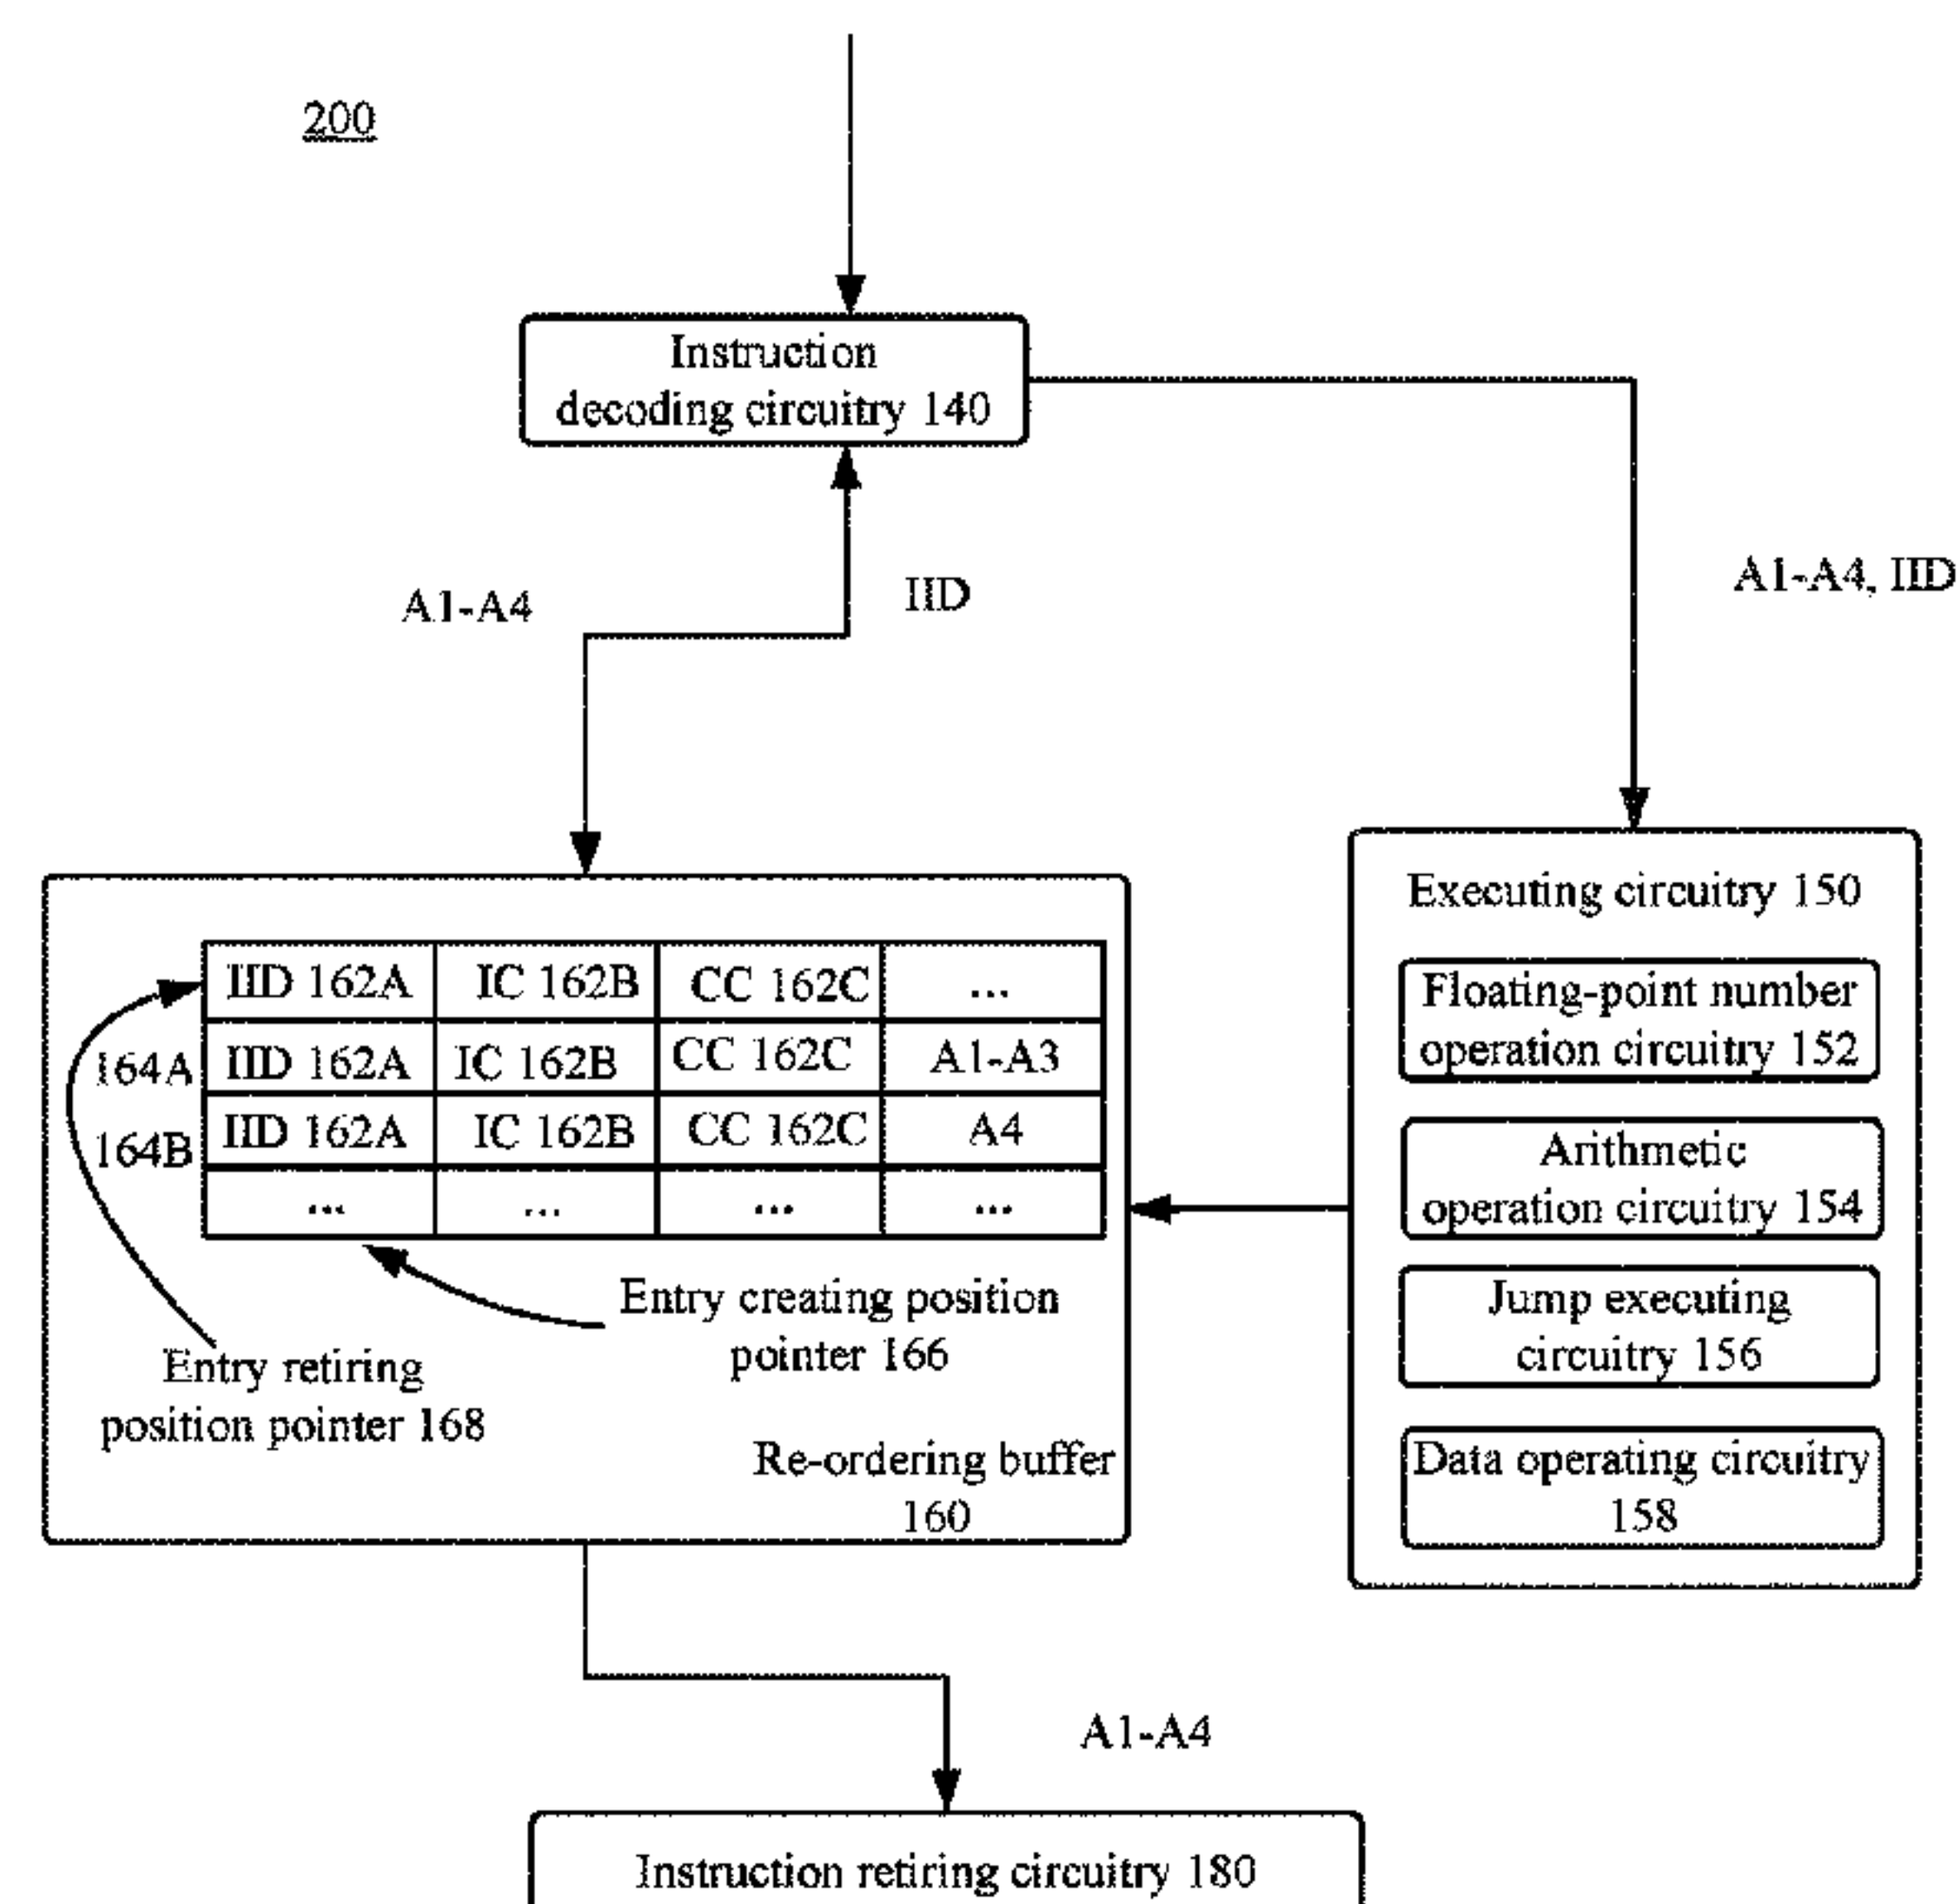 200
Instruction
decoding circuitry 140
A1-A4
IID
A1-A4, IID
IID 162A IC 162B CC 162C ...
164A IID 162A IC 162B CC 162C A1-A3
164B IID 162A IC 162B CC 162C A4
... ... ... ...
Entry creating position
pointer 166
Entry retiring
position pointer 168
Re-ordering buffer
160
Executing circuitry 150
Floating-point number
operation circuitry 152
Arithmetic
operation circuitry 154
Jump executing
circuitry 156
Data operating circuitry
158
A1-A4
Instruction retiring circuitry 180